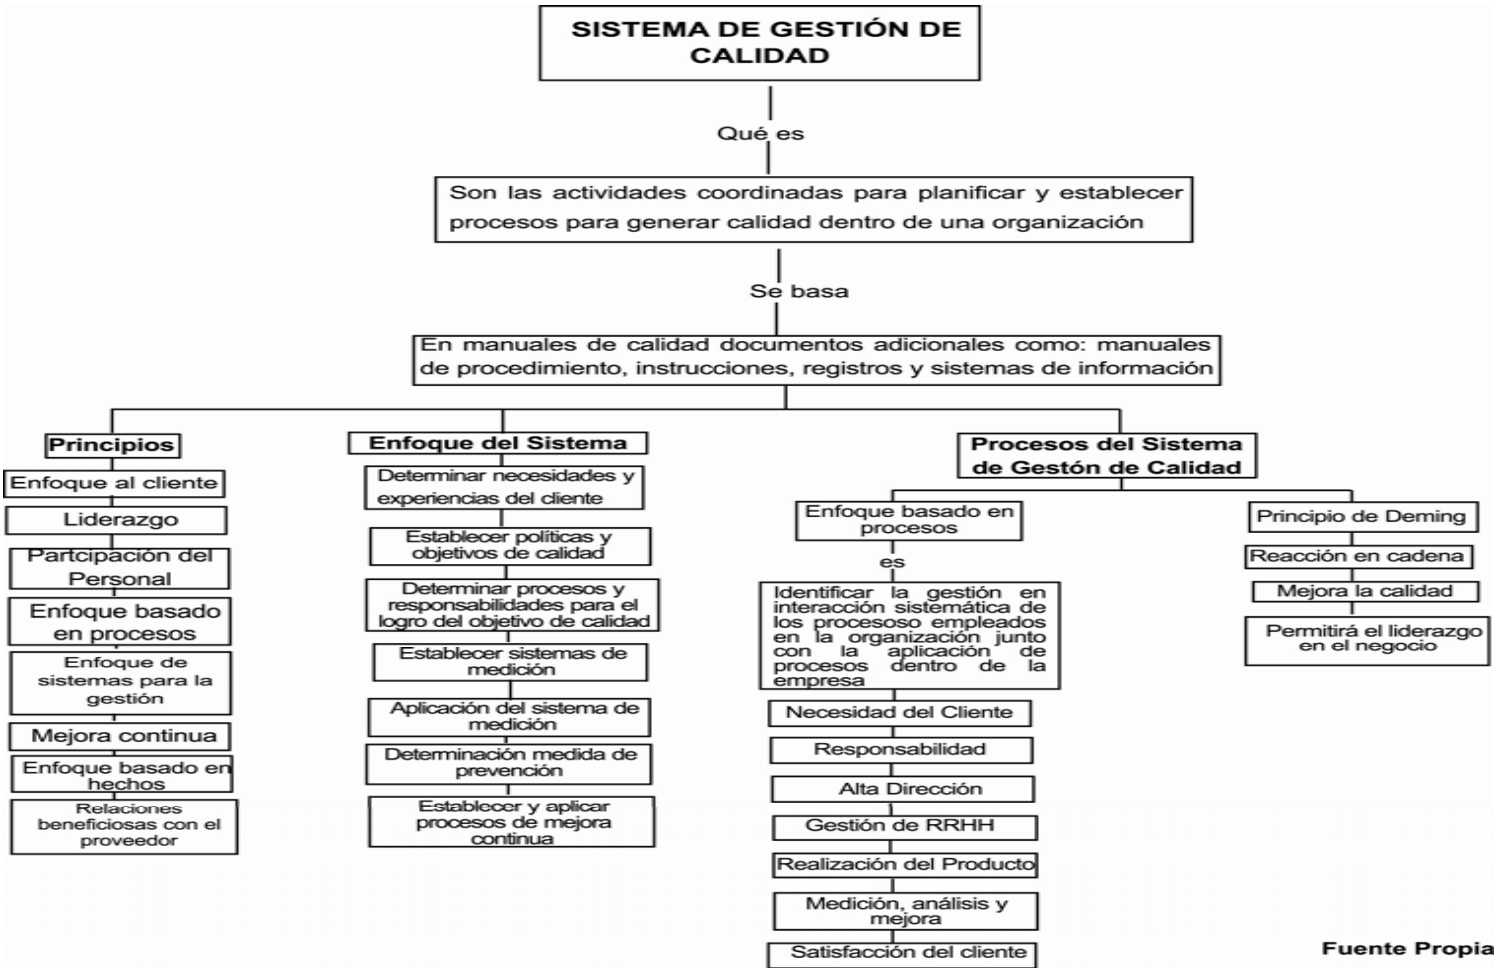 SISTEMA DE GESTIÓN DE
CALIDAD
Qué es
Son las actividades coordinadas para planificar y establecer
procesos para generar calidad dentro de una organización
Se basa
En manuales de calidad documentos adicionales como: manuales
de procedimiento, instrucciones, registros y sistemas de información
Principios
Enfoque al cliente
Liderazgo
Partcipación del
Personal
Enfoque basado
en procesos
Enfoque de
sistemas para la
gestión
Mejora continua
Enfoque basado en
hechos
Relaciones
beneficiosas con el
proveedor
Enfoque del Sistema
Determinar necesidades y
experiencias del cliente
Establecer políticas y
objetivos de calidad
Determinar procesos y
responsabilidades para el
logro del objetivo de calidad
Establecer sistemas de
medición
Aplicación del sistema de
medición
Determinación medida de
prevención
Establecer y aplicar
procesos de mejora
continua
Procesos del Sistema
de Gestón de Calidad
Enfoque basado en
procesos
es
Identificar la gestión en
interacción sistemática de
los procesoso empleados
en la organización junto
con la aplicación de
procesos dentro de la
empresa
Necesidad del Cliente
Responsabilidad
Alta Dirección
Gestión de RRHH
Realización del Producto
Medición, análisis y
mejora
Satisfacción del cliente
Principio de Deming
Reacción en cadena
Mejora la calidad
Permitirá el liderazgo
en el negocio
Fuente Propia